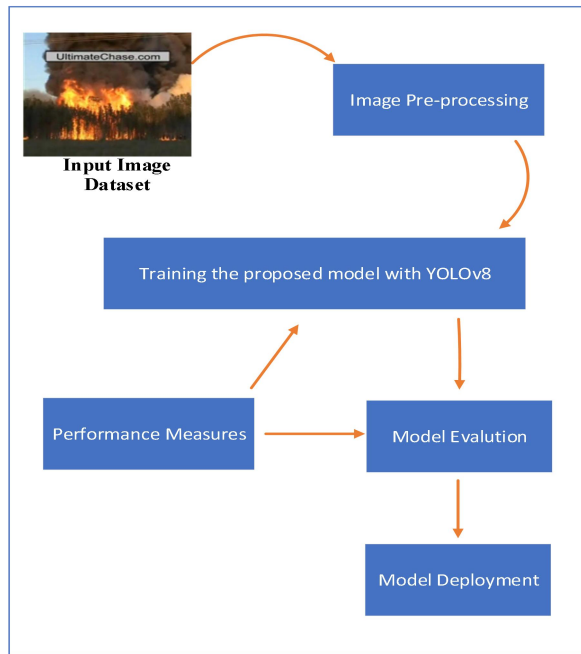 UltimateChase.com
Input Image
Dataset
Image Pre-processing
Training the proposed model with YOLOv8
Performance Measures
Model Evalution
Model Deployment